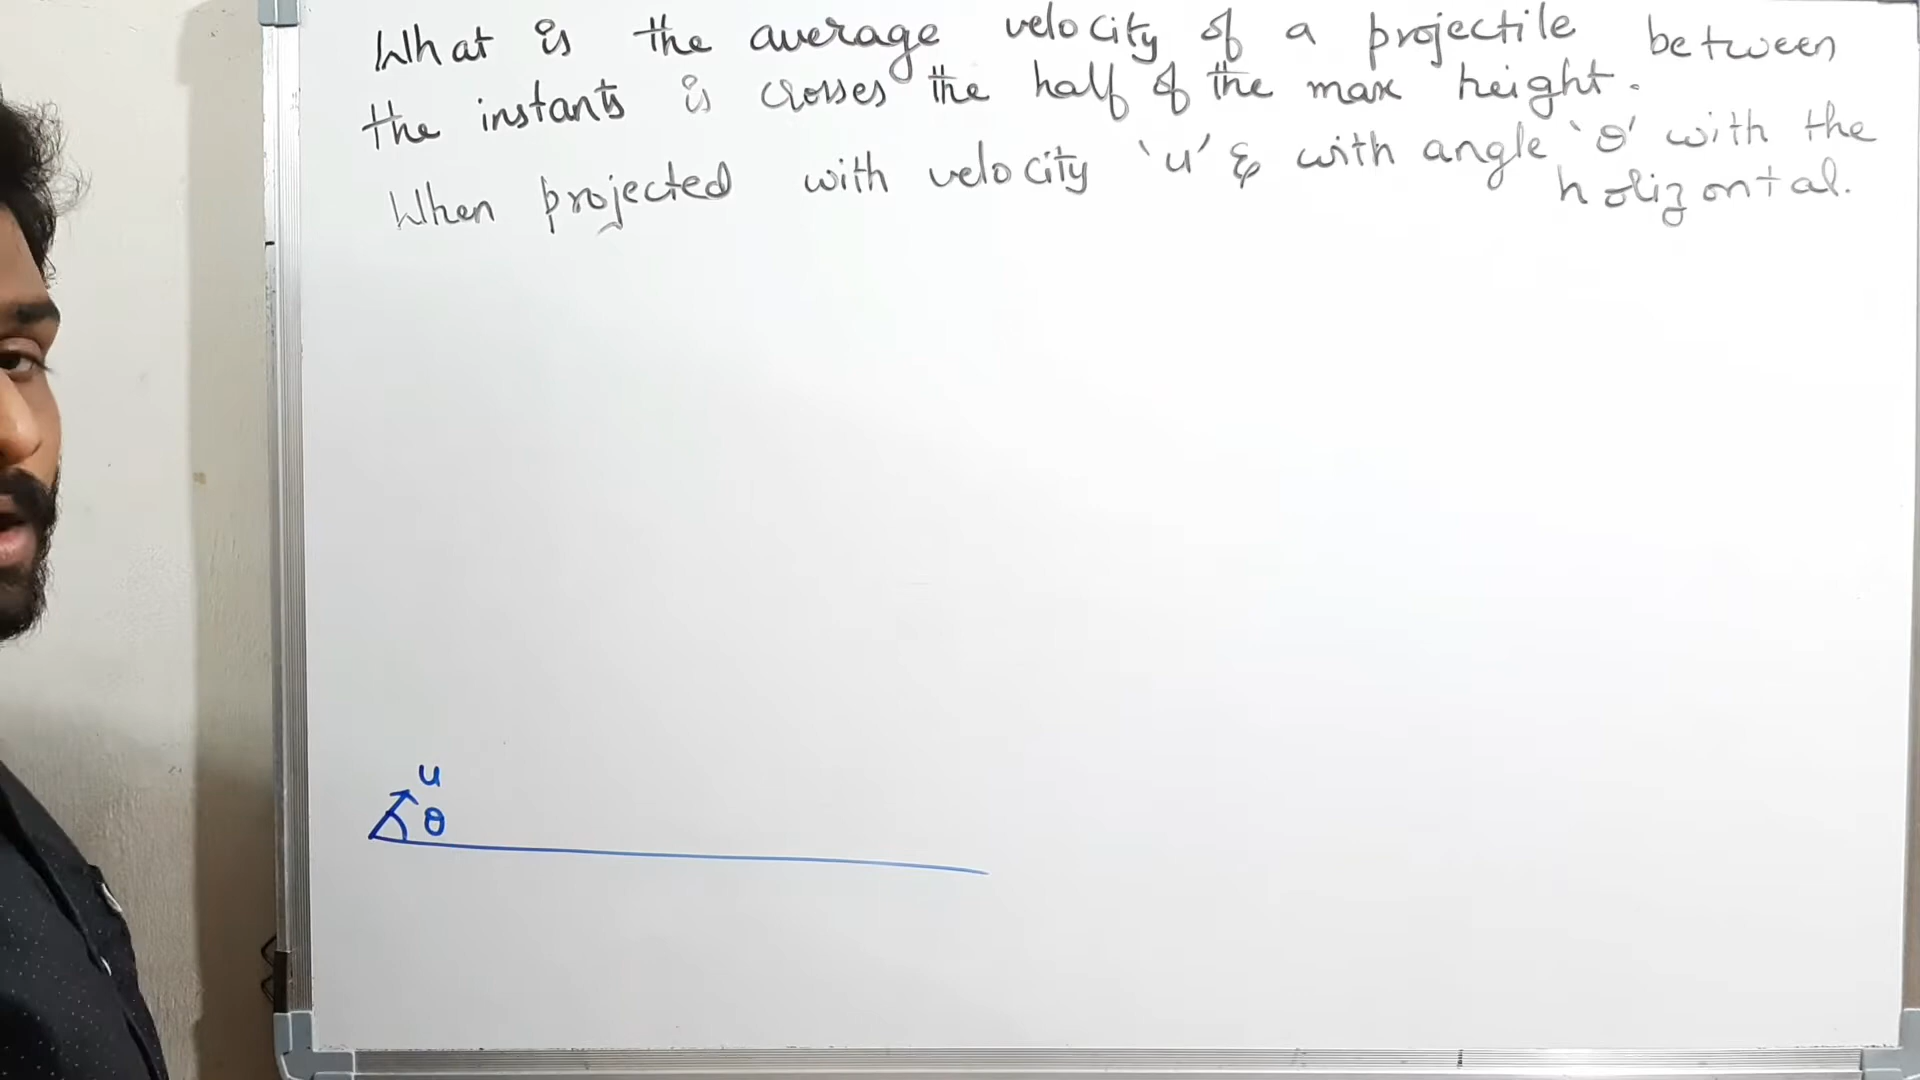 What is the average velocity of a projectile between
the instants is crosses the half of the max height.
When projected with velocity 'u' & with angle 'θ' with the
horizontal.
u
θ